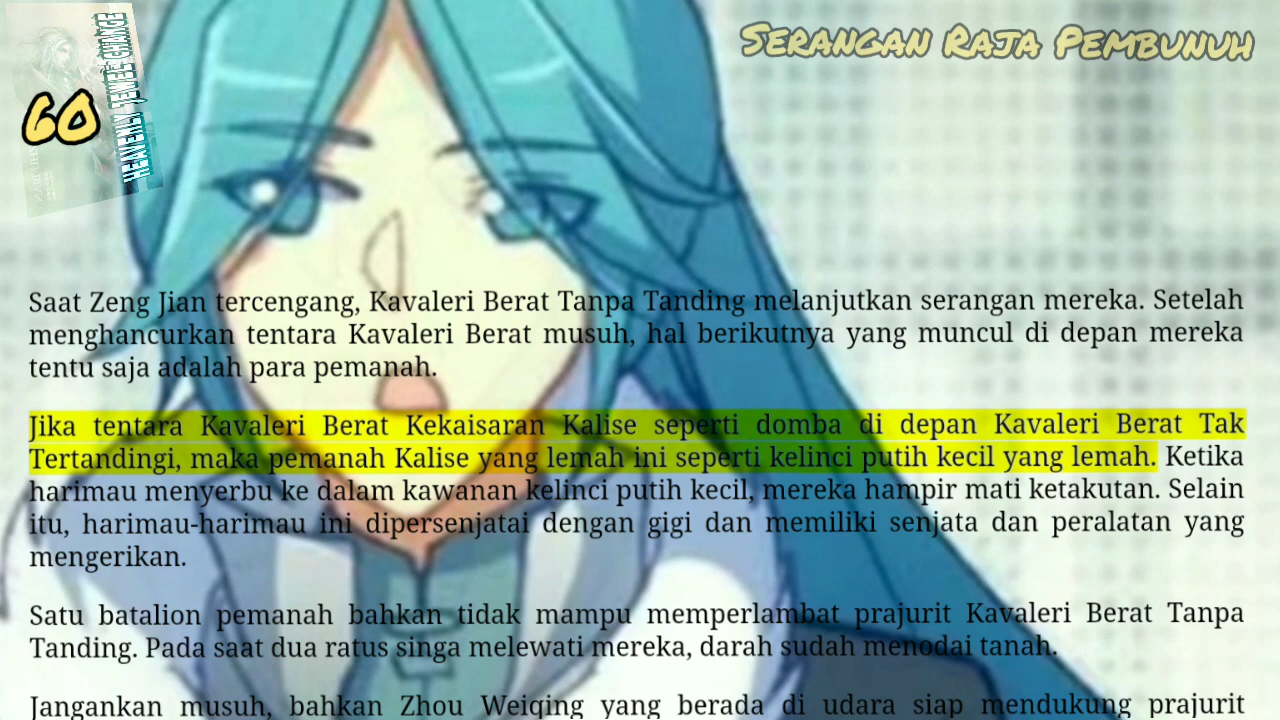 HEAVENLY JEWEL CHANGE
60
Serangan Raja Pembunuh
Saat Zeng Jian tercengang, Kavaleri Berat Tanpa Tanding melanjutkan serangan mereka. Setelah
menghancurkan tentara Kavaleri Berat musuh, hal berikutnya yang muncul di depan mereka
tentu saja adalah para pemanah.
Jika tentara Kavaleri Berat Kekaisaran Kalise seperti domba di depan Kavaleri Berat Tak
Tertandingi, maka pemanah Kalise yang lemah ini seperti kelinci putih kecil yang lemah. Ketika
harimau menyerbu ke dalam kawanan kelinci putih kecil, mereka hampir mati ketakutan. Selain
itu, harimau-harimau ini dipersenjatai dengan gigi dan memiliki senjata dan peralatan yang
mengerikan.
Satu batalion pemanah bahkan tidak mampu memperlambat prajurit Kavaleri Berat Tanpa
Tanding. Pada saat dua ratus singa melewati mereka, darah sudah menodai tanah.
Jangankan musuh, bahkan Zhou Weiqing yang berada di udara siap mendukung prajurit